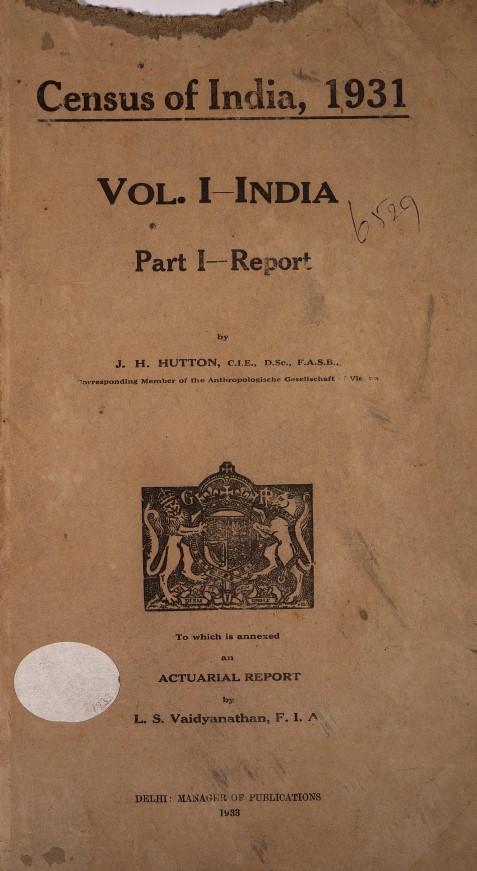 Census of India, 1931
VOL. I—INDIA
6529
Part I—Report
by
J. H. HUTTON, C.I.E., D.Sc., F.A.S.B.,
Corresponding Member of the Anthropologische Gesellschaft
G R I
To which is annexed
an
ACTUARIAL REPORT
by
L. S. Vaidyanathan, F. I. A
DELHI: MANAGER OF PUBLICATIONS
1933